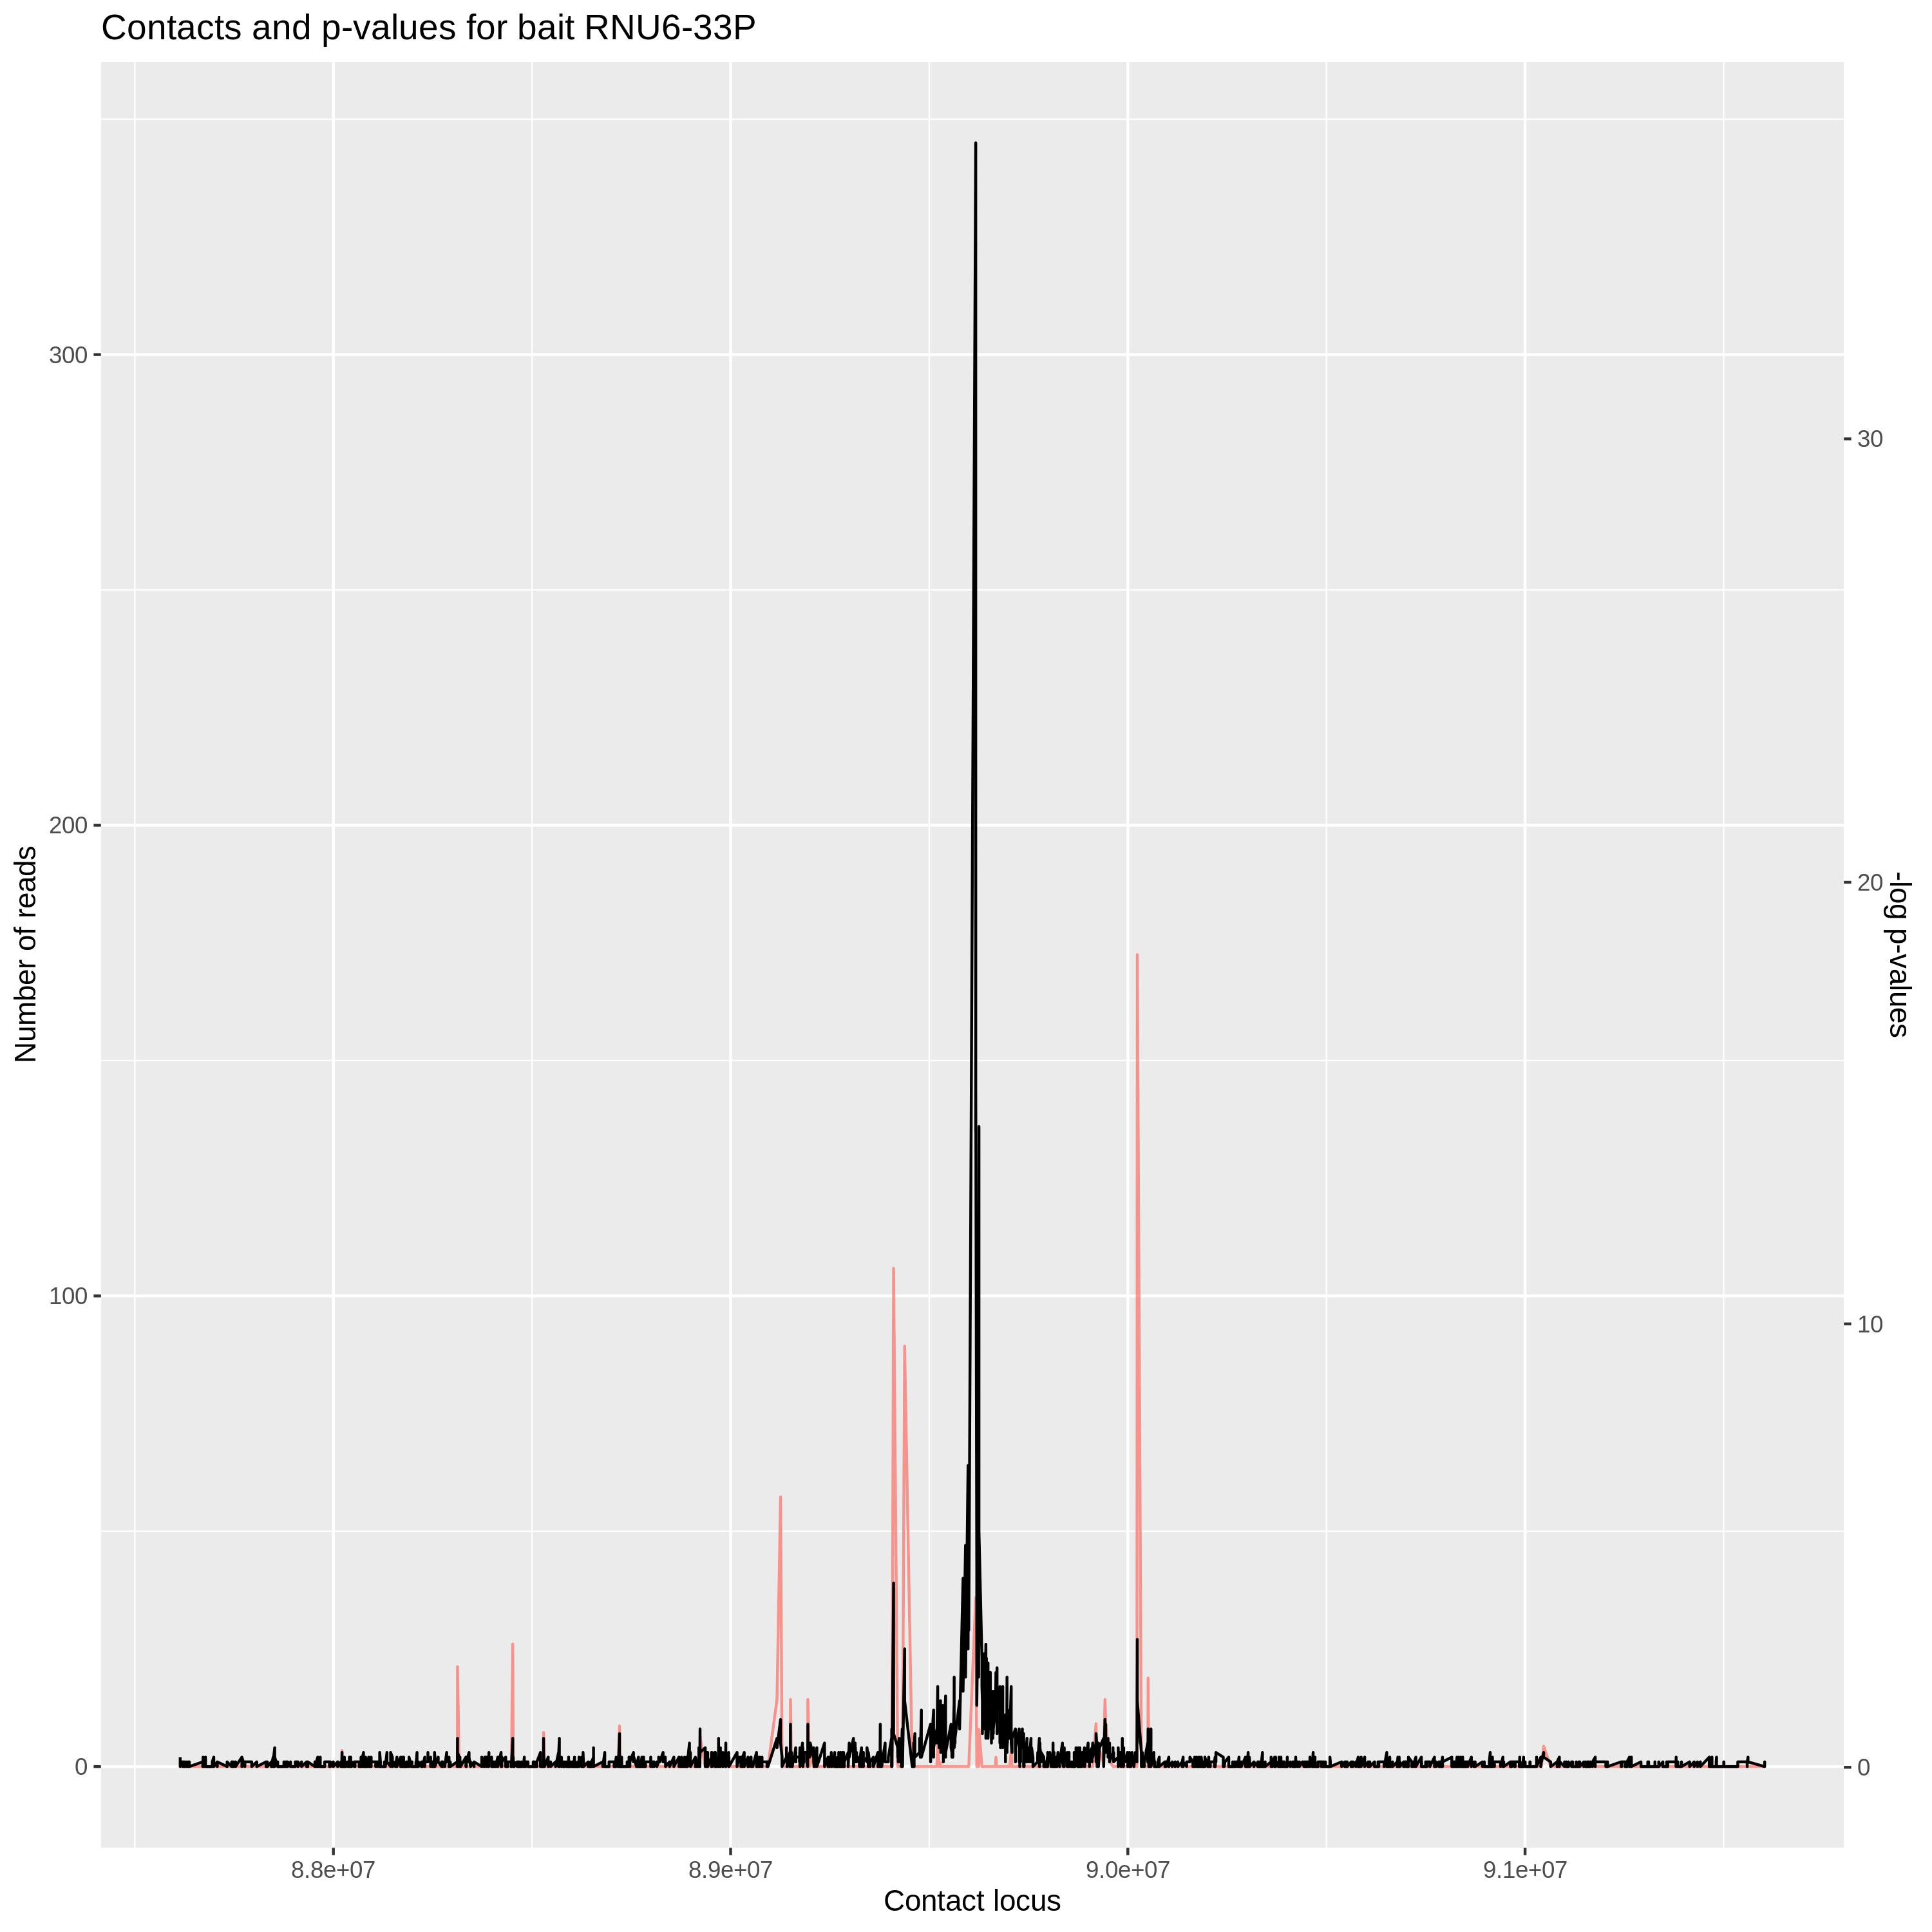 Contacts and p-values for bait RNU6-33P
300
200
100
0
30
20
10
0
8.8e+07
8.9e+07
9.0e+07
9.1e+07
Contact locus
Number of reads
-log p-values